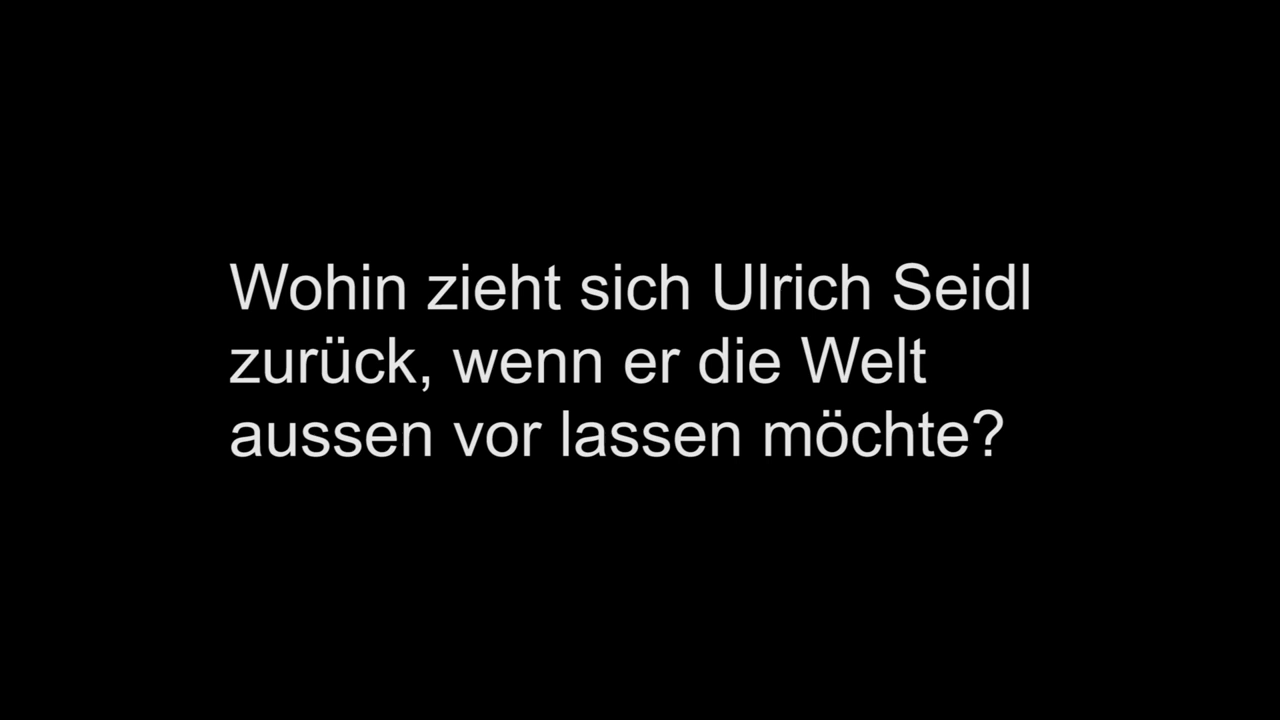 Wohin zieht sich Ulrich Seidl
zurück, wenn er die Welt
aussen vor lassen möchte?